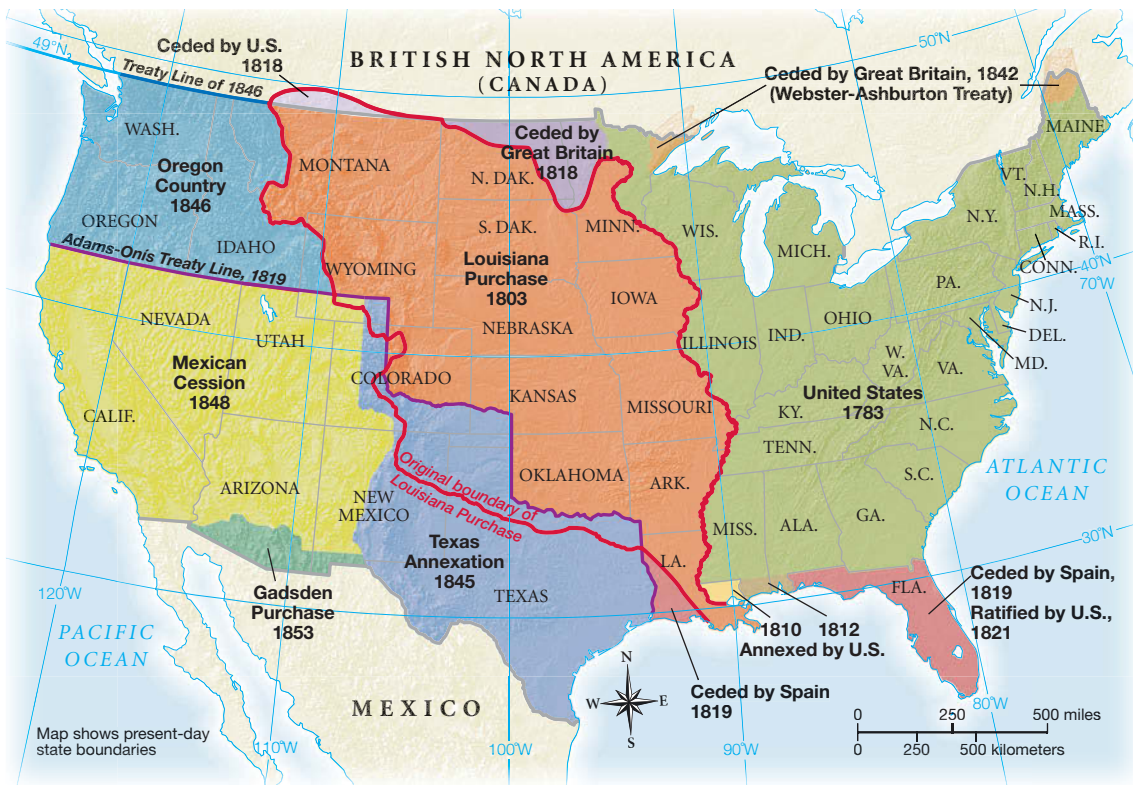 49°N
Ceded by U.S.
1818
BRITISH NORTH AMERICA
(CANADA)
50°N
Treaty Line of 1846
Ceded by Great Britain, 1842
(Webster-Ashburton Treaty)
WASH.
Oregon
Country
1846
MONTANA
Ceded by
Great Britain
1818
N. DAK.
MAINE
VT.
N.H.
OREGON
IDAHO
S. DAK.
MINN.
WIS.
MICH.
N.Y.
MASS.
R.I.
CONN.
40°N
70°W
Adams-Onís Treaty Line, 1819
WYOMING
Louisiana
Purchase
1803
IOWA
PA.
N.J.
NEVADA
UTAH
NEBRASKA
ILLINOIS
IND.
OHIO
DEL.
MD.
Mexican
Cession
1848
COLORADO
KANSAS
MISSOURI
W.
VA.
VA.
United States
1783
CALIF.
KY.
N.C.
TENN.
ARIZONA
NEW
MEXICO
Original boundary of
Louisiana Purchase
OKLAHOMA
ARK.
S.C.
ATLANTIC
OCEAN
MISS.
ALA.
GA.
30°N
Texas
Annexation
1845
LA.
TEXAS
FLA.
Ceded by Spain,
1819
Ratified by U.S.,
1821
Gadsden
Purchase
1853
120°W
PACIFIC
OCEAN
1810
1812
Annexed by U.S.
MEXICO
N
W
E
S
Ceded by Spain
1819
80°W
0
250
500 miles
0
250
500 kilometers
Map shows present-day
state boundaries
110°W
100°W
90°W